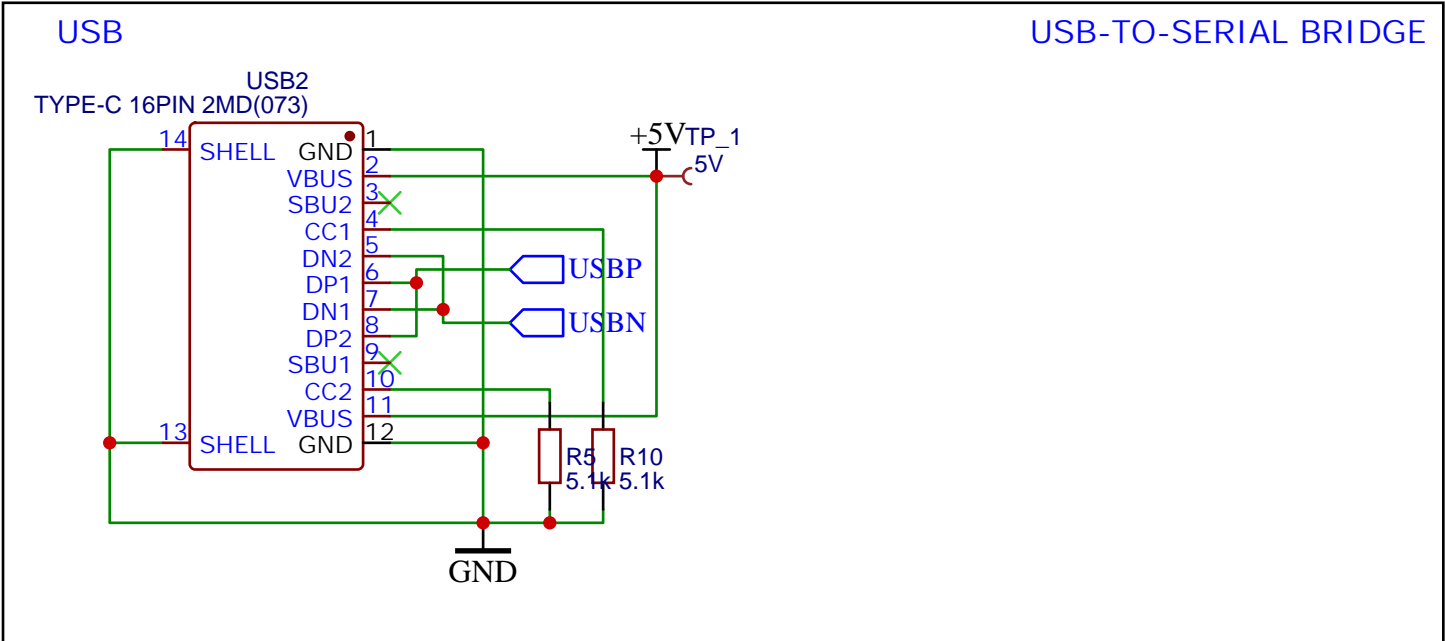 USB
USB-TO-SERIAL BRIDGE
USB2
TYPE-C 16PIN 2MD(073)
14
SHELL
GND
1
VBUS
2
SBU2
3
CC1
4
DN2
5
DP1
6
DN1
7
DP2
8
SBU1
9
CC2
10
VBUS
11
13
SHELL
GND
12
+5V
TP_1
5V
USBP
USBN
R5
5.1k
R10
5.1k
GND